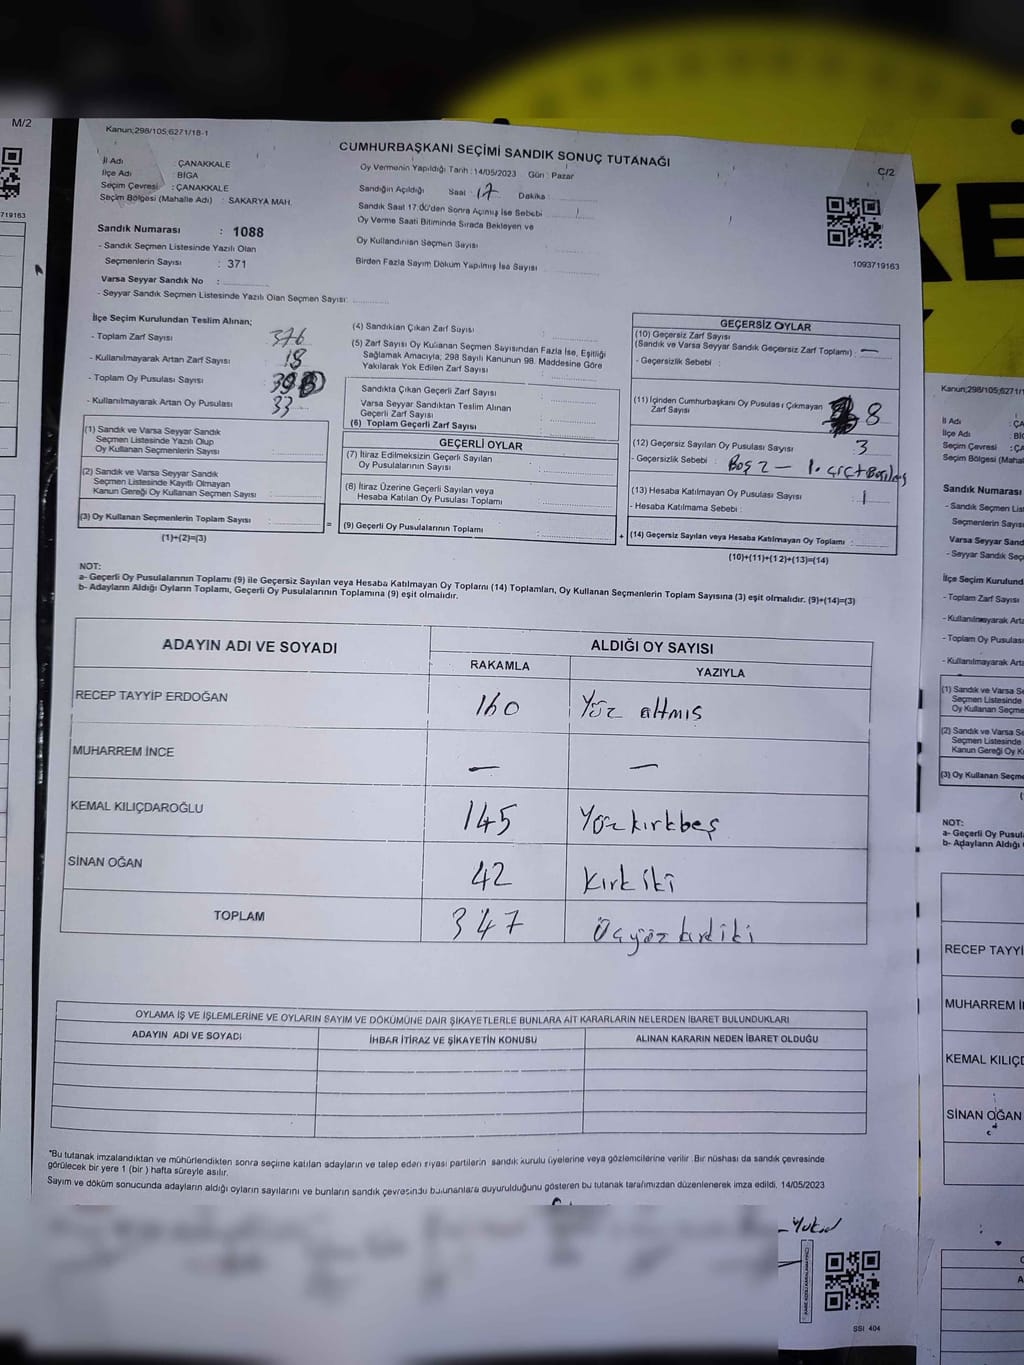 M/2
719163
Kanun;298/105;6271/18-1
CUMHURBAŞKANI SEÇİMİ SANDIK SONUÇ TUTANAĞI
C/2
İl Adı : ÇANAKKALE
İlçe Adı : BİGA
Seçim Çevresi : ÇANAKKALE
Seçim Bölgesi (Mahalle Adı) : SAKARYA MAH.
Oy Vermenin Yapıldığı Tarih : 14/05/2023 Gün : Pazar
Sandığın Açıldığı Saat : 17 Dakika :
Sandık Saat 17:00'den Sonra Açılmış İse Sebebi :
Oy Verme Saati Bitiminde Sırada Bekleyen ve
Oy Kullandırılan Seçmen Sayısı
Birden Fazla Sayım Döküm Yapılmış İse Sayısı
1093719163
Sandık Numarası : 1088
- Sandık Seçmen Listesinde Yazılı Olan
Seçmenlerin Sayısı : 371
Varsa Seyyar Sandık No :
- Seyyar Sandık Seçmen Listesinde Yazılı Olan Seçmen Sayısı:
İlçe Seçim Kurulundan Teslim Alınan;
- Toplam Zarf Sayısı : 376
- Kullanılmayarak Artan Zarf Sayısı : 18
- Toplam Oy Pusulası Sayısı
- Kullanılmayarak Artan Oy Pusulası : 33
(1) Sandık ve Varsa Seyyar Sandık
Seçmen Listesinde Yazılı Olup
Oy Kullanan Seçmenlerin Sayısı
(2) Sandık ve Varsa Seyyar Sandık
Seçmen Listesinde Kayıtlı Olmayan
Kanun Gereği Oy Kullanan Seçmen Sayısı
(3) Oy Kullanan Seçmenlerin Toplam Sayısı
(1)+(2)=(3)
=
(4) Sandıktan Çıkan Zarf Sayısı
(5) Zarf Sayısı Oy Kullanan Seçmen Sayısından Fazla İse, Eşitliği
Sağlamak Amacıyla; 298 Sayılı Kanunun 98. Maddesine Göre
Yakılarak Yok Edilen Zarf Sayısı
Sandıkta Çıkan Geçerli Zarf Sayısı
Varsa Seyyar Sandıktan Teslim Alınan
Geçerli Zarf Sayısı
(6) Toplam Geçerli Zarf Sayısı
GEÇERLİ OYLAR
(7) İtiraz Edilmeksizin Geçerli Sayılan
Oy Pusulalarının Sayısı
(8) İtiraz Üzerine Geçerli Sayılan veya
Hesaba Katılan Oy Pusulası Toplamı
(9) Geçerli Oy Pusulalarının Toplamı
+
GEÇERSİZ OYLAR
(10) Geçersiz Zarf Sayısı
(Sandık ve Varsa Seyyar Sandık Geçersiz Zarf Toplamı) : —
- Geçersizlik Sebebi :
(11) İçinden Cumhurbaşkanı Oy Pusulası Çıkmayan
Zarf Sayısı 8
(12) Geçersiz Sayılan Oy Pusulası Sayısı : 3
- Geçersizlik Sebebi : Boş 2 — 1
(13) Hesaba Katılmayan Oy Pusulası Sayısı : 1
- Hesaba Katılmama Sebebi :
(14) Geçersiz Sayılan veya Hesaba Katılmayan Oy Toplamı :
(10)+(11)+(12)+(13)=(14)
NOT:
a- Geçerli Oy Pusulalarının Toplamı (9) ile Geçersiz Sayılan veya Hesaba Katılmayan Oy Toplamı (14) Toplamları, Oy Kullanan Seçmenlerin Toplam Sayısına (3) eşit olmalıdır. (9)+(14)=(3)
b- Adayların Aldığı Oyların Toplamı, Geçerli Oy Pusulalarının Toplamına (9) eşit olmalıdır.
ADAYIN ADI VE SOYADI ALDIĞI OY SAYISI
RAKAMLA YAZIYLA
RECEP TAYYİP ERDOĞAN 160 Yüz altmış
MUHARREM İNCE — —
KEMAL KILIÇDAROĞLU 145 Yüz kırkbeş
SİNAN OĞAN 42 Kırk iki
TOPLAM 347
OYLAMA İŞ VE İŞLEMLERİNE VE OYLARIN SAYIM VE DÖKÜMÜNE DAİR ŞİKAYETLERLE BUNLARA AİT KARARLARIN NELERDEN İBARET BULUNDUKLARI
ADAYIN ADI VE SOYADI İHBAR İTİRAZ VE ŞİKAYETİN KONUSU ALINAN KARARIN NEDEN İBARET OLDUĞU
*Bu tutanak imzalandıktan ve mühürlendikten sonra seçime katılan adayların ve talep eden siyasi partilerin sandık kurulu üyelerine veya gözlemcilerine verilir. Bir nüshası da sandık çevresinde
görülecek bir yere 1 (bir ) hafta süreyle asılır.
Sayım ve döküm sonucunda adayların aldığı oyların sayılarını ve bunların sandık çevresinde bulunanlara duyurulduğunu gösteren bu tutanak tarafımızdan düzenlenerek imza edildi. 14/05/2023
SSI 404
KE
Kanun;298/105;6271/1
İl Adı : ÇA
İlçe Adı : Bİ
Seçim Çevresi : ÇA
Seçim Bölgesi (Mahal
Sandık Numarası
- Sandık Seçmen List
Seçmenlerin Sayıs
Varsa Seyyar Sand
- Seyyar Sandık Seç
İlçe Seçim Kurulund
- Toplam Zarf Sayısı
- Kullanılmayarak Arta
- Toplam Oy Pusulas
- Kullanılmayarak Arta
(1) Sandık ve Varsa S
Seçmen Listesinde
Oy Kullanan Seçme
(2) Sandık ve Varsa Se
Seçmen Listesinde
Kanun Gereği Oy K
(3) Oy Kullanan Seçme
NOT:
a- Geçerli Oy Pusul
b- Adayların Aldığı
RECEP TAYYİ
MUHARREM İ
KEMAL KILIÇD
SİNAN OĞAN